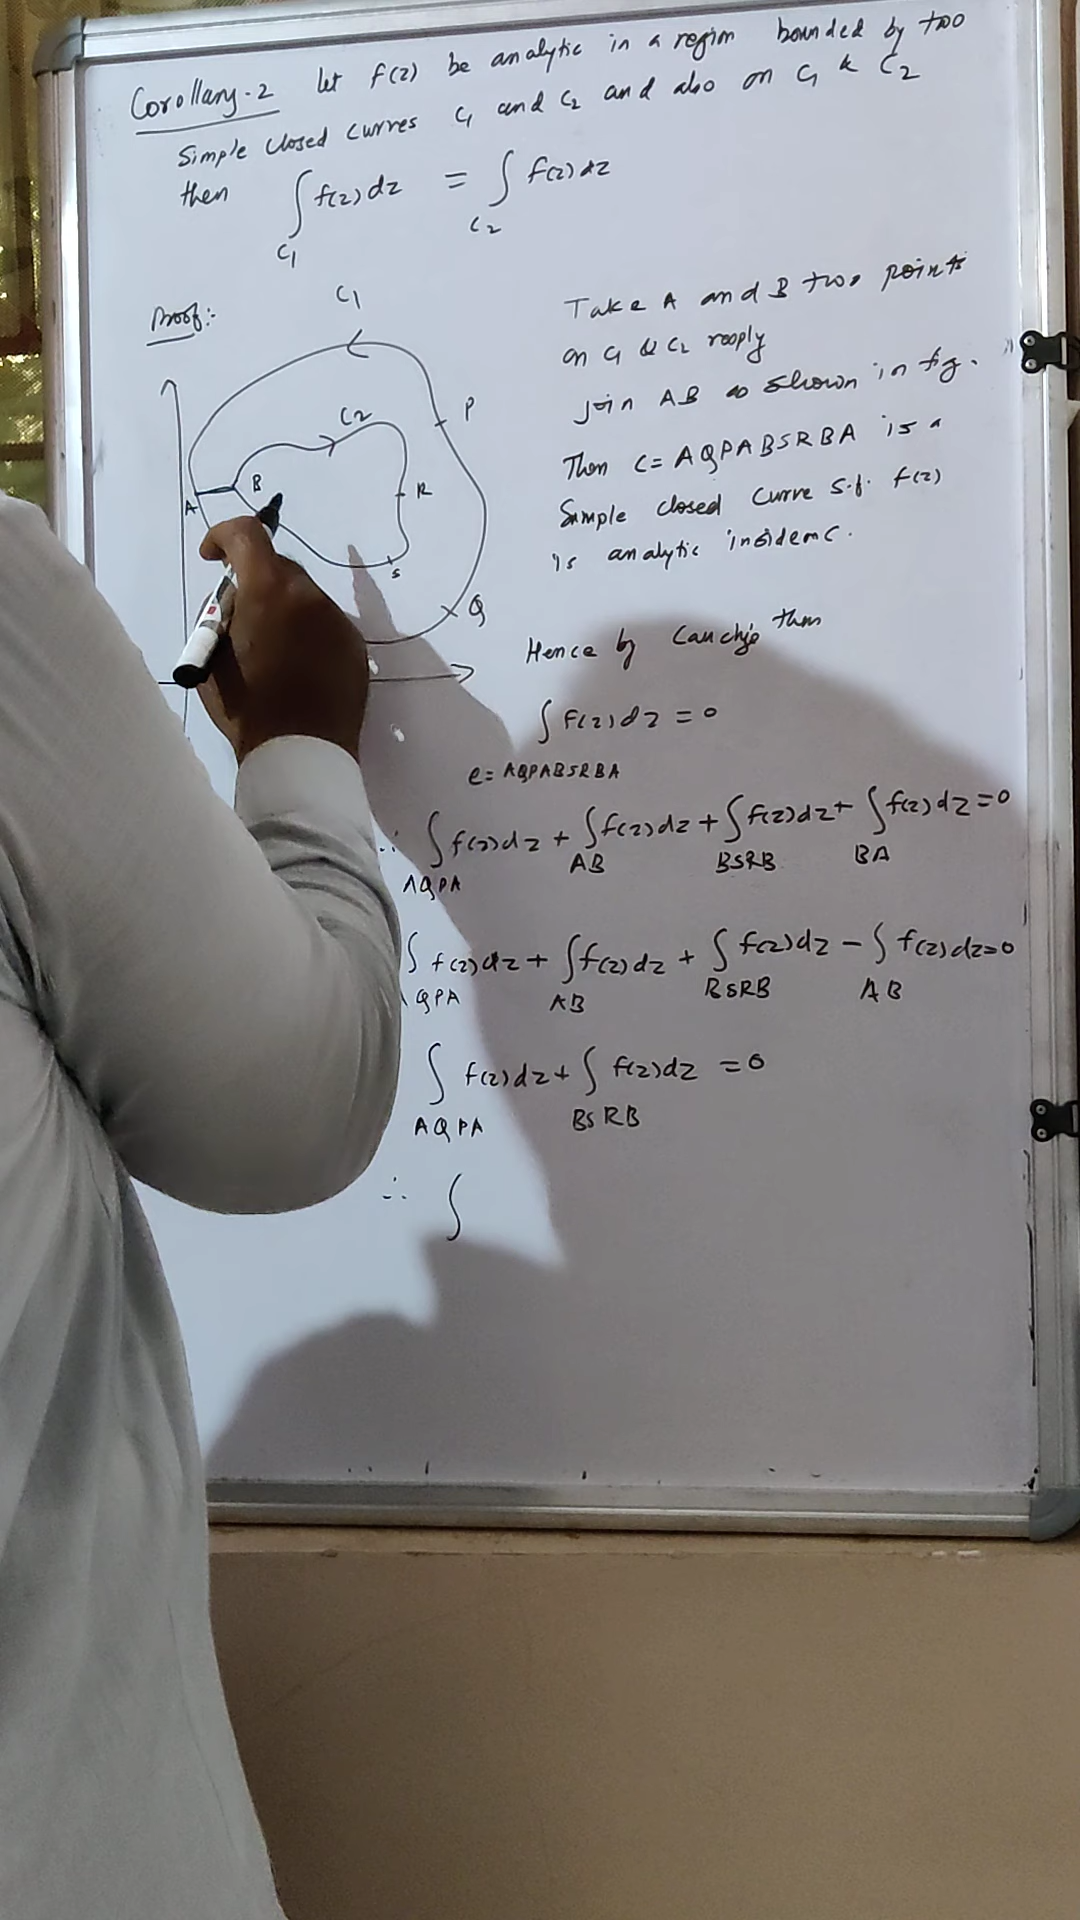 Corollary-2 let f(z) be analytic in a region bounded by two
Simple closed curves C1 and C2 and also on C1 & C2
then ∫ f(z) dz = ∫ f(z) dz
C1 C2
Proof:-
C1
C2
P
A
B
R
S
Q
Take A and B two points
on C1 & C2 resply
join AB as shown in fig.
Then C = AQPABSRBA is a
Simple closed curve s.t. f(z)
is analytic inside C.
Hence by Cauchy's thm
∫ f(z) dz = 0
C = AQPABSRBA
∴ ∫ f(z)dz + ∫ f(z)dz + ∫ f(z)dz + ∫ f(z)dz = 0
AQPA AB BSRB BA
∫ f(z)dz + ∫ f(z)dz + ∫ f(z)dz - ∫ f(z)dz = 0
QPA AB BSRB AB
∫ f(z)dz + ∫ f(z)dz = 0
AQPA BSRB
∴ ∫